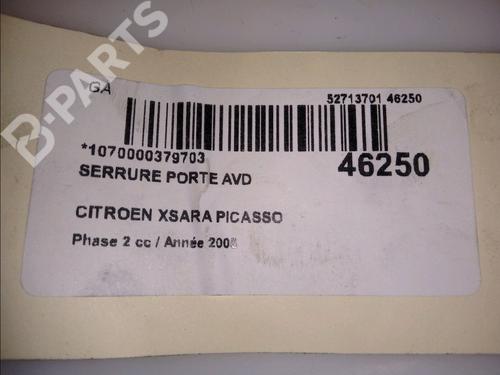 B-PARTS
GA
52713701 46250
*1070000379703
46250
SERRURE PORTE AVD
CITROEN XSARA PICASSO
Phase 2 cc / Année